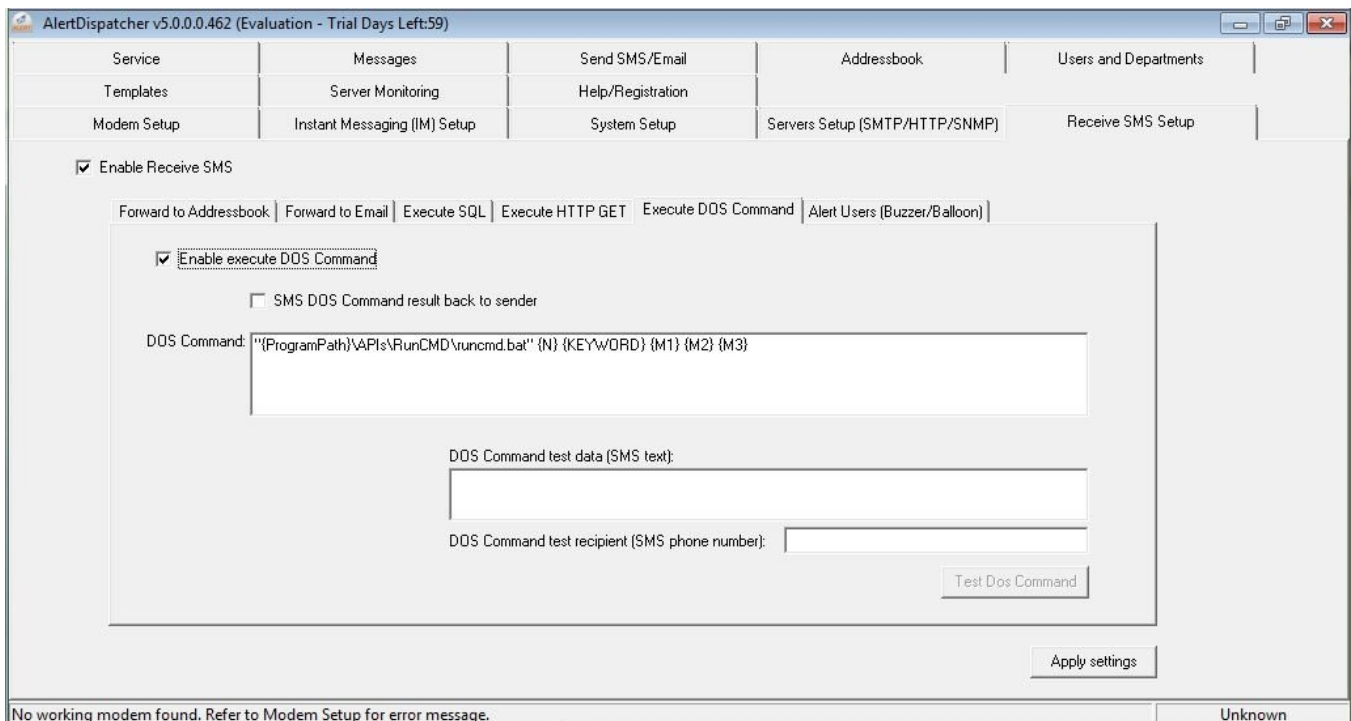 AlertDispatcher v5.0.0.0.462 (Evaluation - Trial Days Left:59)
Service Messages Send SMS/Email Addressbook Users and Departments
Templates Server Monitoring Help/Registration
Modem Setup Instant Messaging (IM) Setup System Setup Servers Setup (SMTP/HTTP/SNMP) Receive SMS Setup
Enable Receive SMS
Forward to Addressbook Forward to Email Execute SQL Execute HTTP GET Execute DOS Command Alert Users (Buzzer/Balloon)
Enable execute DOS Command
SMS DOS Command result back to sender
DOS Command: "{ProgramPath}\APIs\RunCMD\runcmd.bat" {N} {KEYWORD} {M1} {M2} {M3}
DOS Command test data (SMS text):
DOS Command test recipient (SMS phone number):
Test Dos Command
Apply settings
No working modem found. Refer to Modem Setup for error message. Unknown